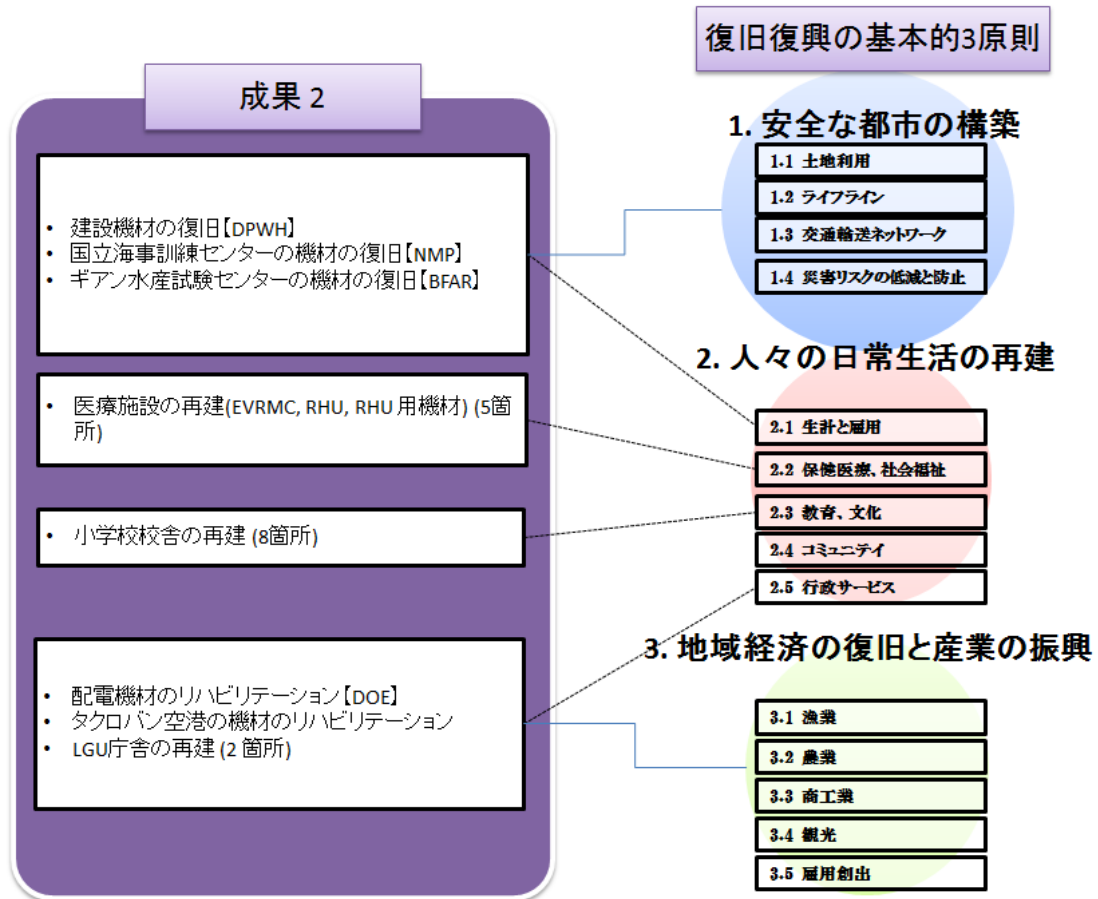 成果 2
• 建設機材の復旧【DPWH】
• 国立海事訓練センターの機材の復旧【NMP】
• ギアン水産試験センターの機材の復旧【BFAR】
• 医療施設の再建(EVRMC, RHU, RHU 用機材) (5箇
所)
• 小学校校舎の再建 (8箇所)
• 配電機材のリハビリテーション【DOE】
• タクロバン空港の機材のリハビリテーション
• LGU庁舎の再建 (2 箇所)
復旧復興の基本的3原則
1. 安全な都市の構築
1.1 土地利用
1.2 ライフライン
1.3 交通輸送ネットワーク
1.4 災害リスクの低減と防止
2. 人々の日常生活の再建
2.1 生計と雇用
2.2 保健医療、社会福祉
2.3 教育、文化
2.4 コミュニテイ
2.5 行政サービス
3. 地域経済の復旧と産業の振興
3.1 漁業
3.2 農業
3.3 商工業
3.4 観光
3.5 雇用創出